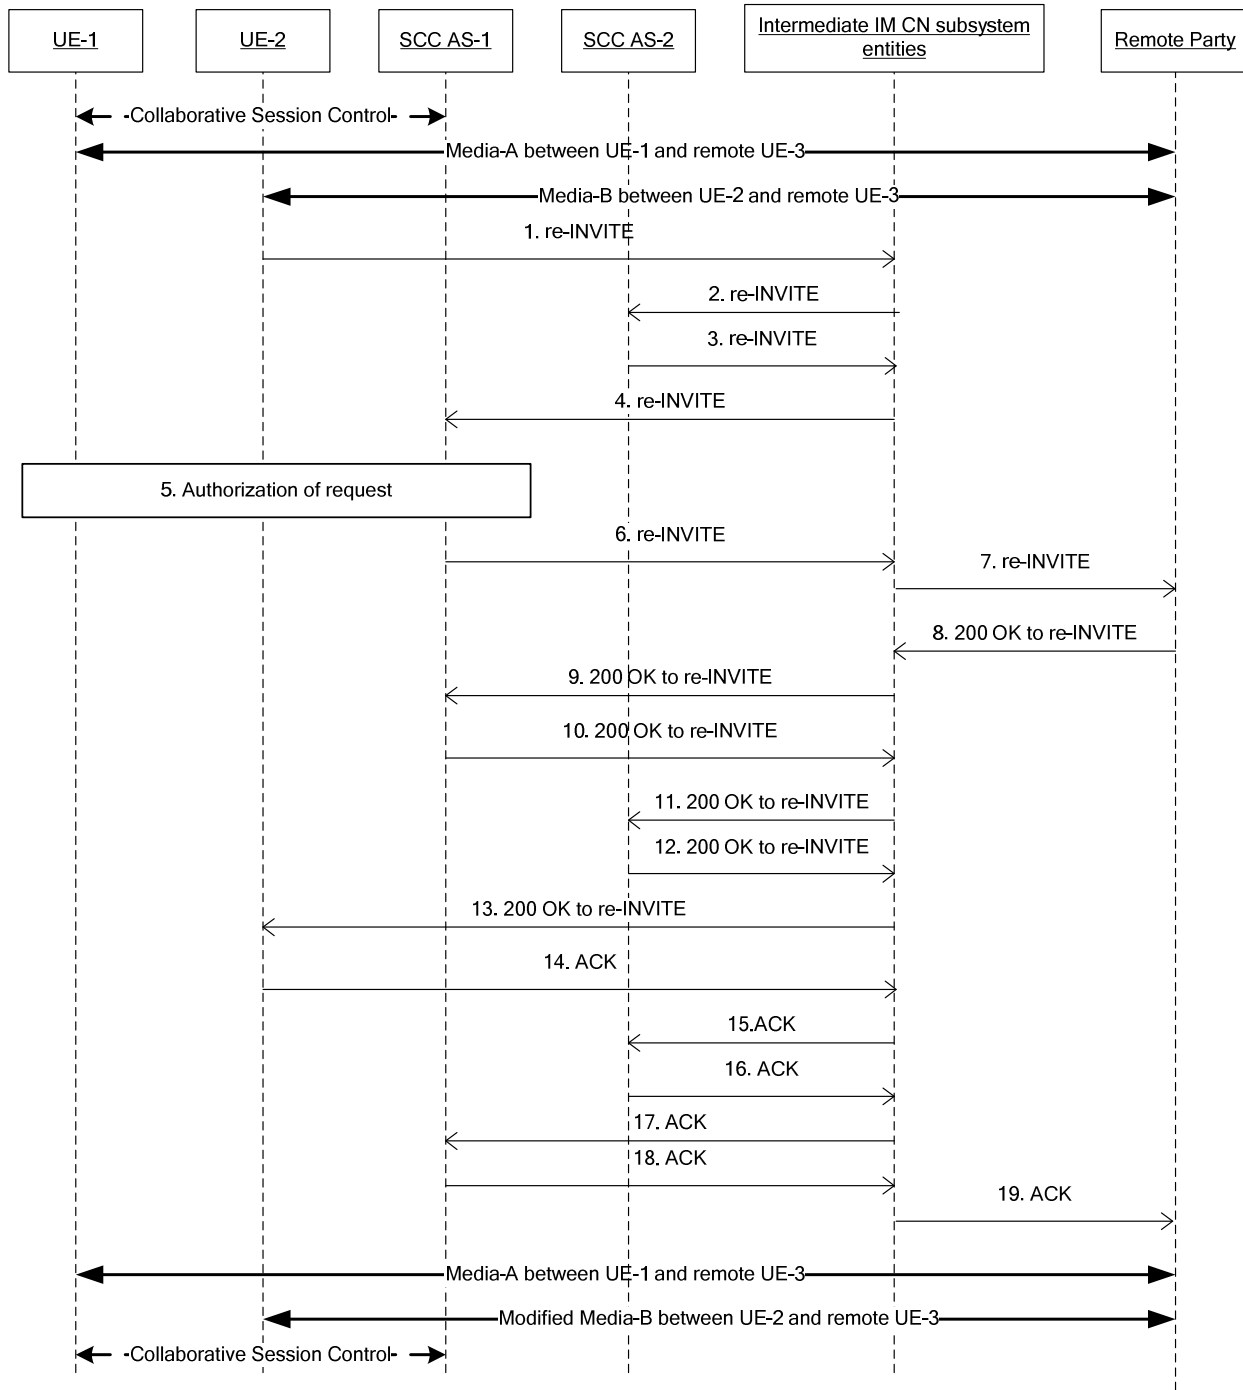 UE-1
UE-2
SCC AS-1
SCC AS-2
Intermediate IM CN subsystem
entities
Remote Party
-Collaborative Session Control-
Media-A between UE-1 and remote UE-3
Media-B between UE-2 and remote UE-3
1. re-INVITE
2. re-INVITE
3. re-INVITE
4. re-INVITE
5. Authorization of request
6. re-INVITE
7. re-INVITE
8. 200 OK to re-INVITE
9. 200 OK to re-INVITE
10. 200 OK to re-INVITE
11. 200 OK to re-INVITE
12. 200 OK to re-INVITE
13. 200 OK to re-INVITE
14. ACK
15.ACK
16. ACK
17. ACK
18. ACK
19. ACK
Media-A between UE-1 and remote UE-3
Modified Media-B between UE-2 and remote UE-3
-Collaborative Session Control-